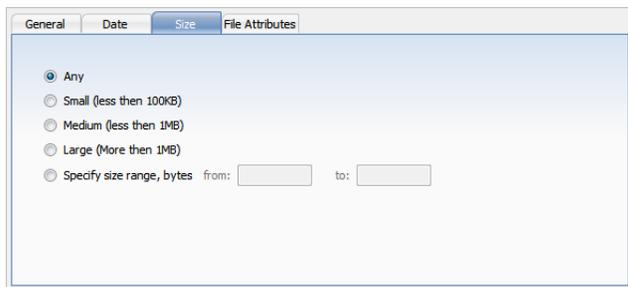 General Date Size File Attributes
Any
Small (less then 100KB)
Medium (less then 1MB)
Large (More then 1MB)
Specify size range, bytes from: to: